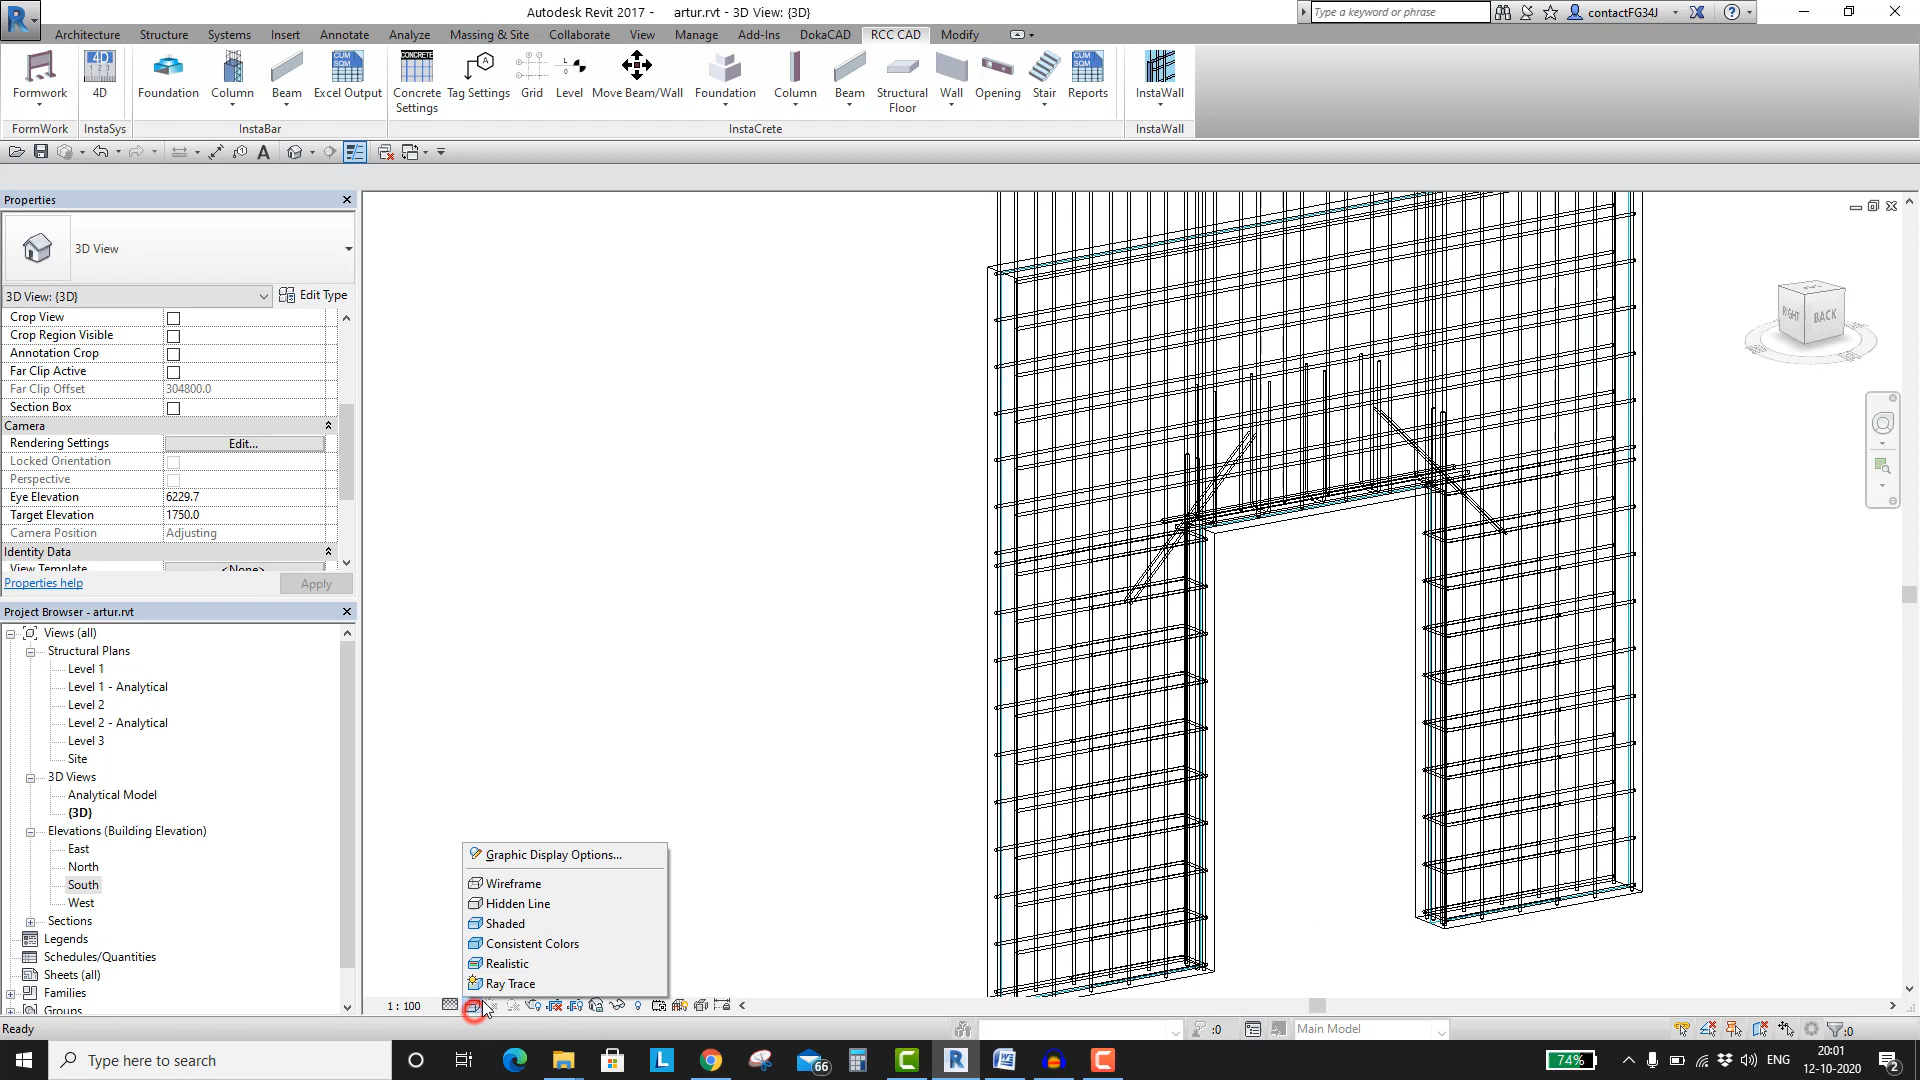 Autodesk Revit 2017 -     artur.rvt - 3D View: {3D}
Type a keyword or phrase
contactFG34J
Architecture Structure Systems Insert Annotate Analyze Massing & Site Collaborate View Manage Add-Ins DokaCAD RCC CAD Modify
Formwork 4D Foundation Column Beam Excel Output Concrete Settings Tag Settings Grid Level Move Beam/Wall Foundation Column Beam Structural Floor Wall Opening Stair Reports InstaWall
FormWork InstaSys InstaBar InstaCrete InstaWall
Properties
3D View
3D View: {3D} Edit Type
Crop View
Crop Region Visible
Annotation Crop
Far Clip Active
Far Clip Offset 304800.0
Section Box
Camera
Rendering Settings Edit...
Locked Orientation
Perspective
Eye Elevation 6229.7
Target Elevation 1750.0
Camera Position Adjusting
Identity Data
View Template <None>
Properties help Apply
Project Browser - artur.rvt
Views (all)
Structural Plans
Level 1
Level 1 - Analytical
Level 2
Level 2 - Analytical
Level 3
Site
3D Views
Analytical Model
{3D}
Elevations (Building Elevation)
East
North
South
West
Sections
Legends
Schedules/Quantities
Sheets (all)
Families
Groups
RIGHT BACK
Graphic Display Options...
Wireframe
Hidden Line
Shaded
Consistent Colors
Realistic
Ray Trace
1 : 100
Ready
:0
Main Model
:0
Type here to search
66
74%
ENG
20:01
12-10-2020
2